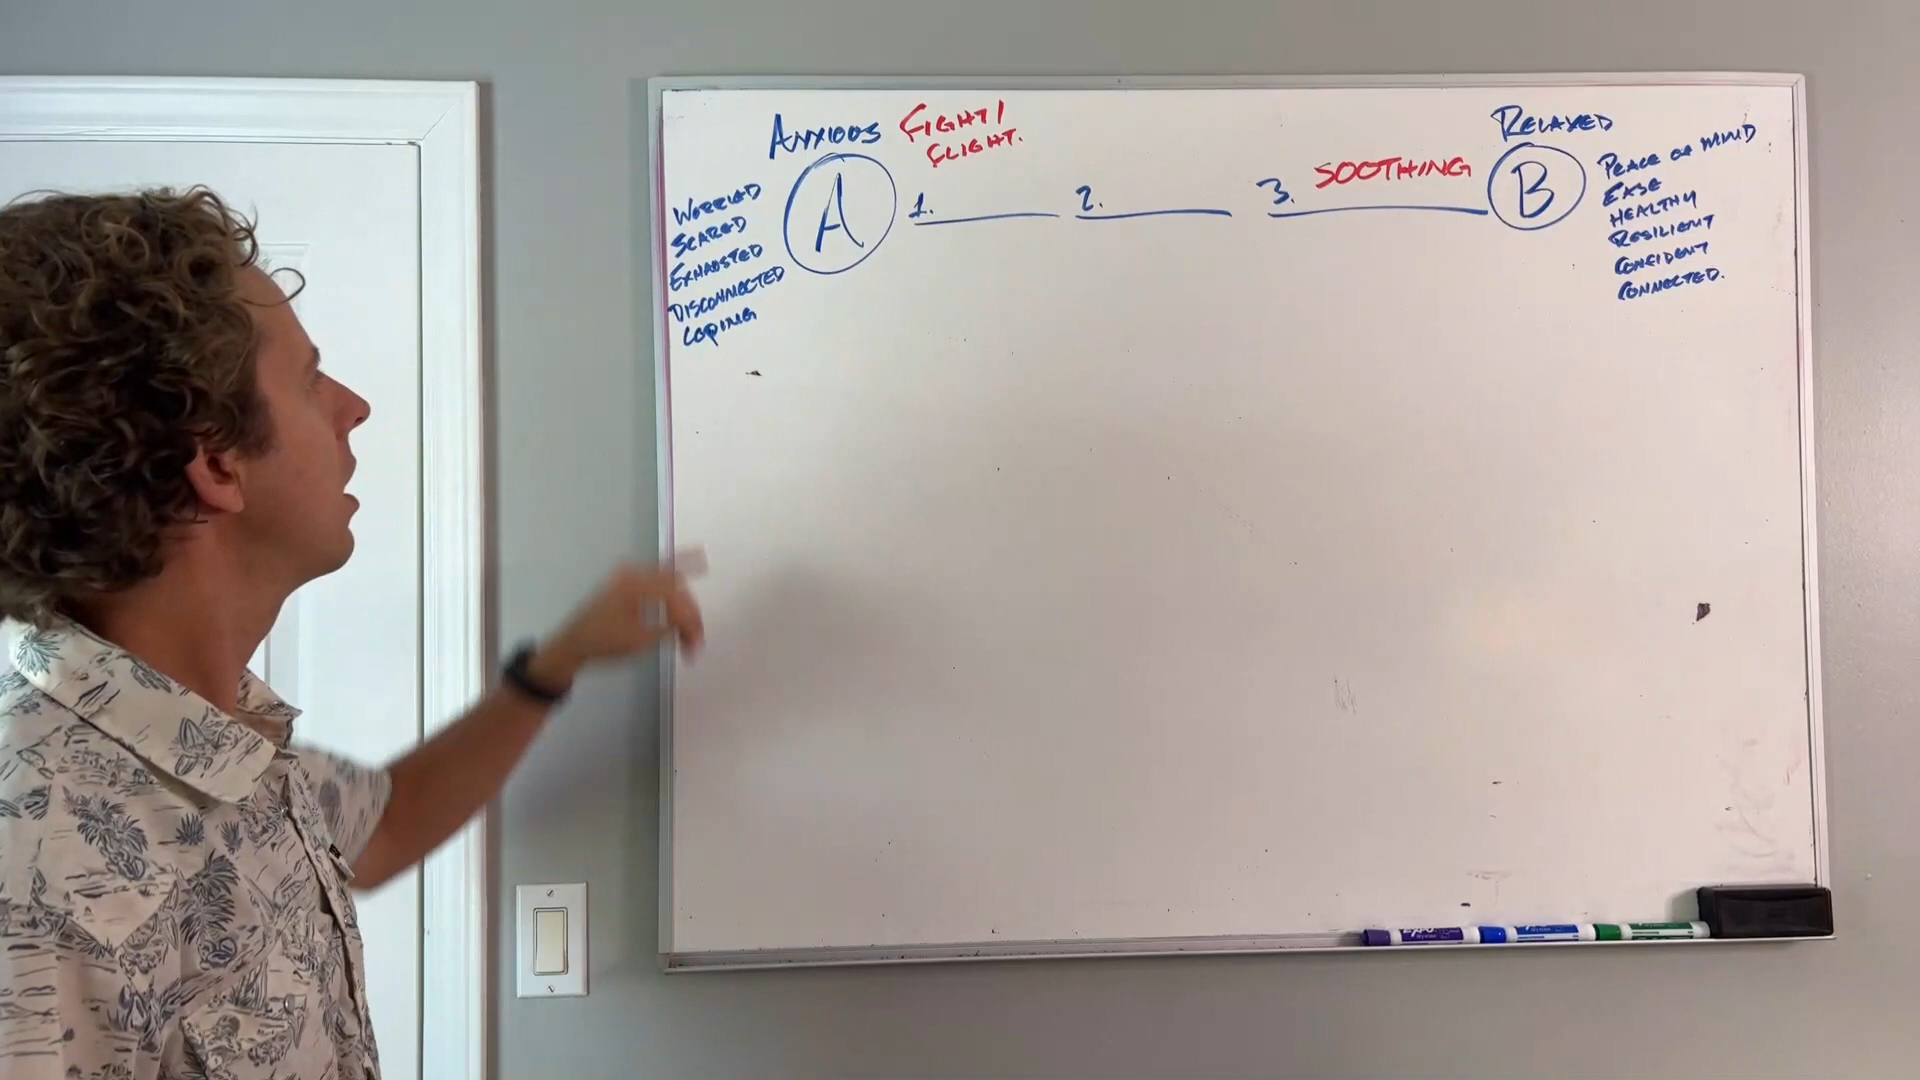 ANXIOUS
FIGHT/
FLIGHT.
WORRIED
SCARED
EXHAUSTED
DISCONNECTED
COPING
A
1.
2.
3.
SOOTHING
RELAXED
B
PEACE OF MIND
EASE
HEALTHY
RESILIENT
CONFIDENT
CONNECTED.
EXPO